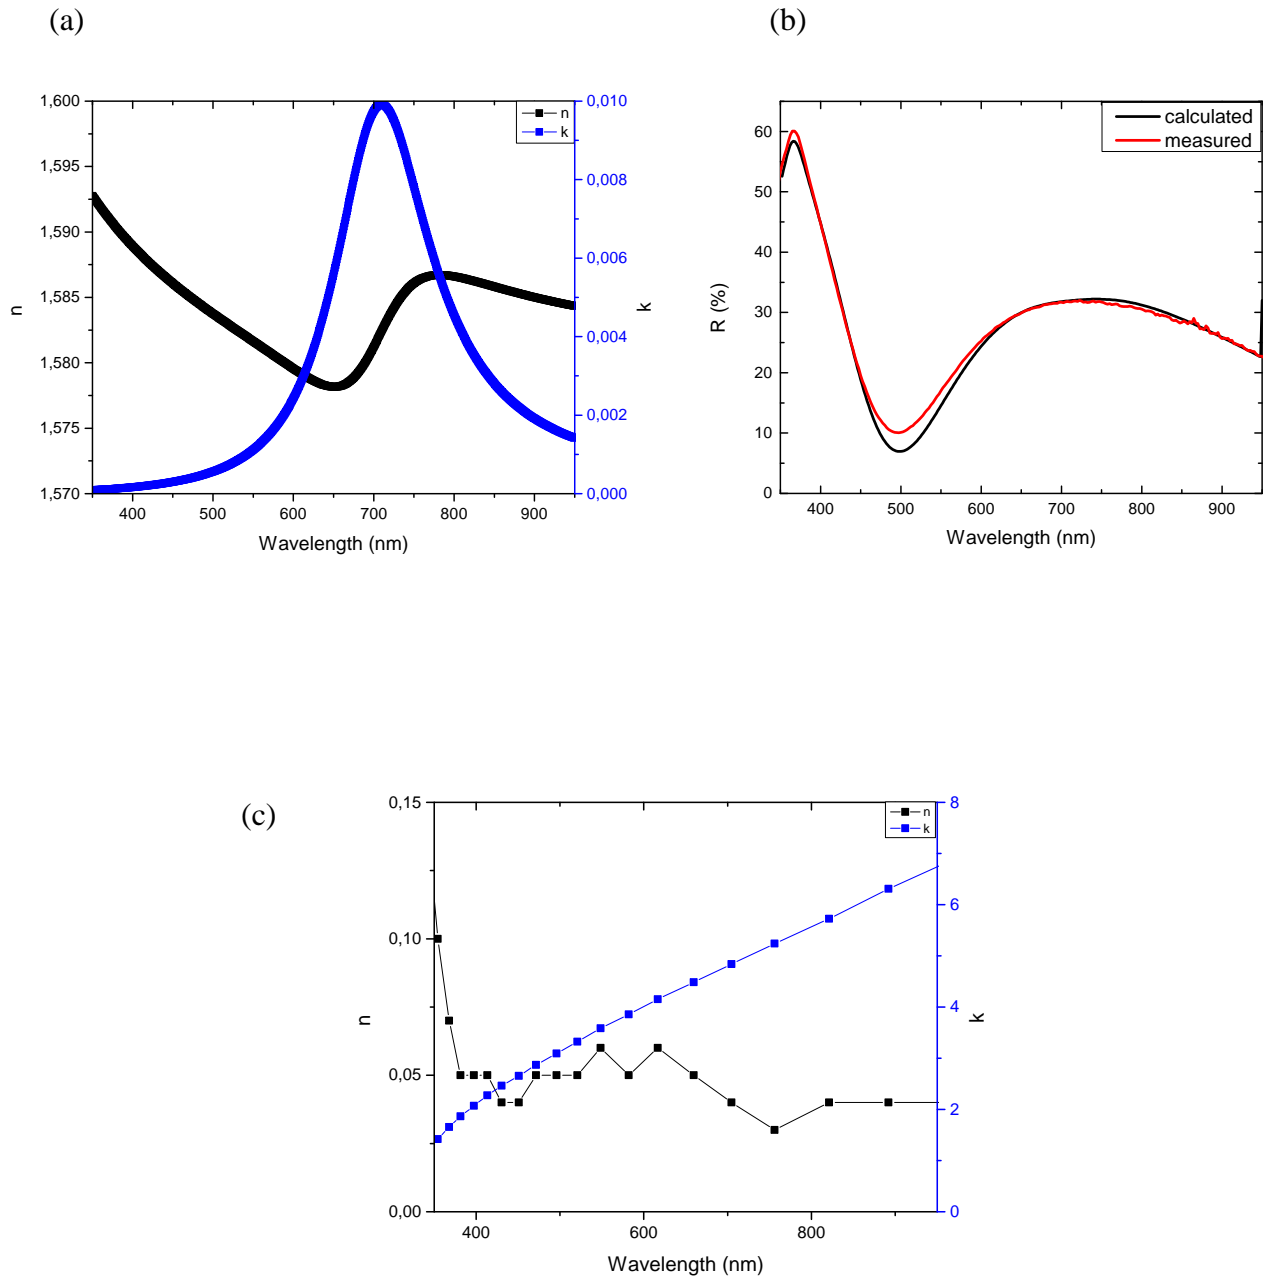 (a)
(b)
1,600
1,595
1,590
1,585
1,580
1,575
1,570
n
0,010
0,008
0,006
0,004
0,002
0,000
k
n
k
400 500 600 700 800 900
Wavelength (nm)
60
50
40
30
20
10
0
R (%)
calculated
measured
400 500 600 700 800 900
Wavelength (nm)
(c)
0,15
0,10
0,05
0,00
n
8
6
4
2
0
k
n
k
400 600 800
Wavelength (nm)